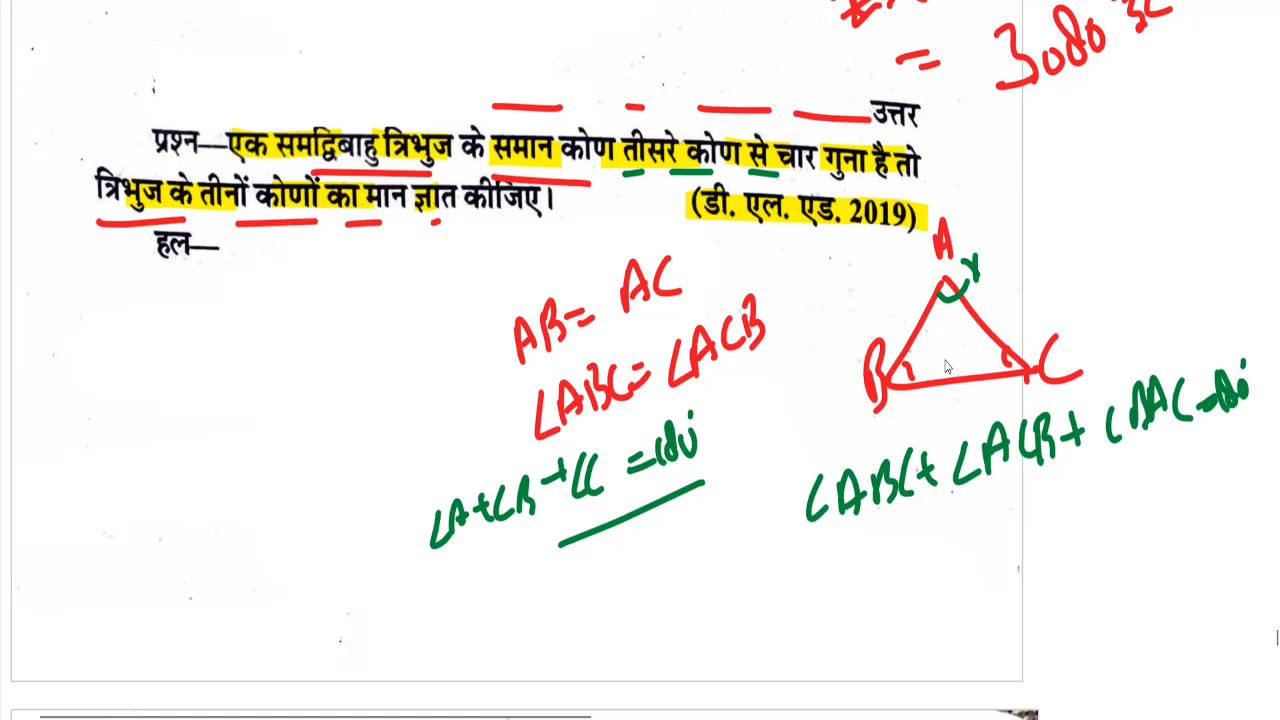 = 3080
उत्तर
प्रश्न—एक समद्विबाहु त्रिभुज के समान कोण तीसरे कोण से चार गुना है तो
त्रिभुज के तीनों कोणों का मान ज्ञात कीजिए। (डी. एल. एड. 2019)
हल—
A
x
AB = AC
B C
∠ABC = ∠ACB
∠A+∠B+∠C = 180
∠ABC+ ∠ACB+ ∠BAC = 180